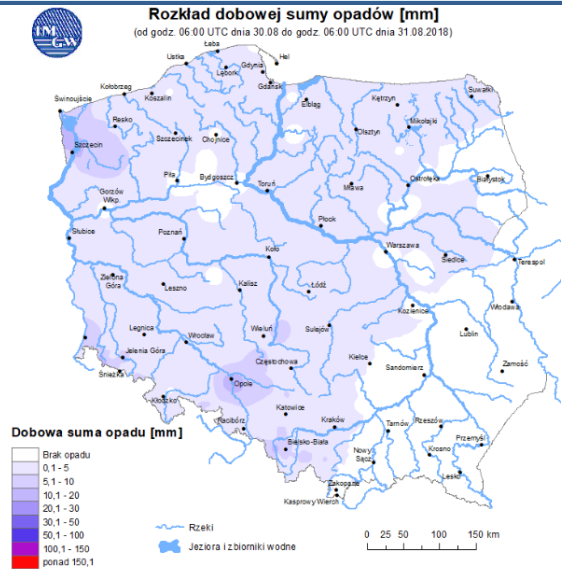 IM
GW
Rozkład dobowej sumy opadów [mm]
(od godz. 06:00 UTC dnia 30.08 do godz. 06:00 UTC dnia 31.08.2018)
Łeba
Ustka
Hel
Gdynia
Lębork
Gdańsk
Kołobrzeg
Koszalin
Świnoujście
Elbląg
Kętrzyn
Suwałki
Resko
Szczecinek
Chojnice
Olsztyn
Mikołajki
Szczecin
Piła
Bydgoszcz
Toruń
Mława
Ostrołęka
Białystok
Gorzów
Wlkp.
Płock
Słubice
Poznań
Koło
Warszawa
Siedlce
Terespol
Zielona
Góra
Leszno
Kalisz
Łódź
Kozienice
Włodawa
Legnica
Wrocław
Wieluń
Sulejów
Lublin
Jelenia Góra
Śnieżka
Częstochowa
Kielce
Sandomierz
Zamość
Opole
Kłodzko
Katowice
Racibórz
Kraków
Tarnów
Rzeszów
Przemyśl
Bielsko-Biała
Nowy
Sącz
Krosno
Lesko
Zakopane
Kasprowy Wierch
Dobowa suma opadu [mm]
Brak opadu
0,1 - 5
5,1 - 10
10,1 - 20
20,1 - 30
30,1 - 50
50,1 - 100
100,1 - 150
ponad 150,1
Rzeki
Jeziora i zbiorniki wodne
0 25 50 100 150 km